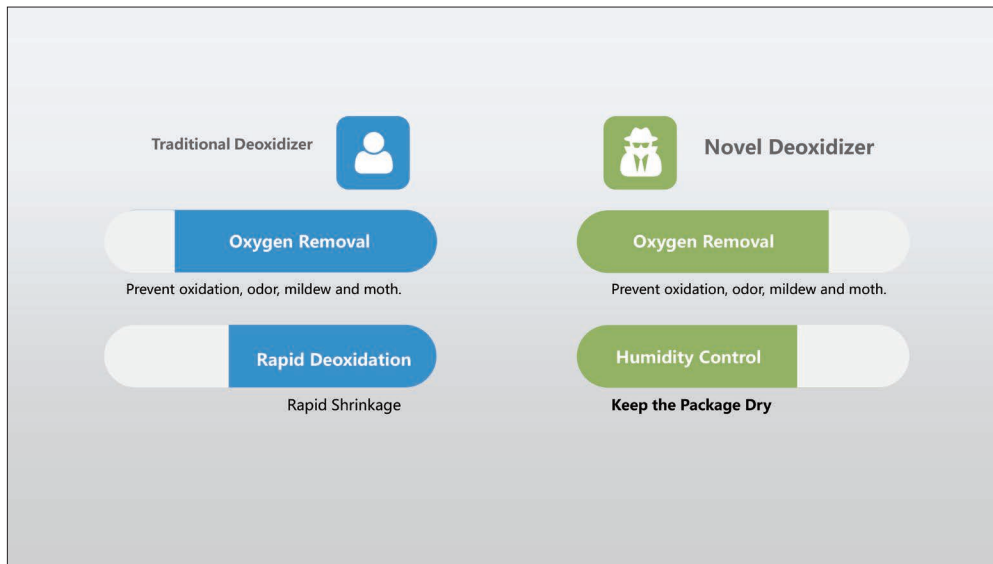 Traditional Deoxidizer
Novel Deoxidizer
Oxygen Removal
Oxygen Removal
Prevent oxidation, odor, mildew and moth.
Prevent oxidation, odor, mildew and moth.
Rapid Deoxidation
Humidity Control
Rapid Shrinkage
Keep the Package Dry